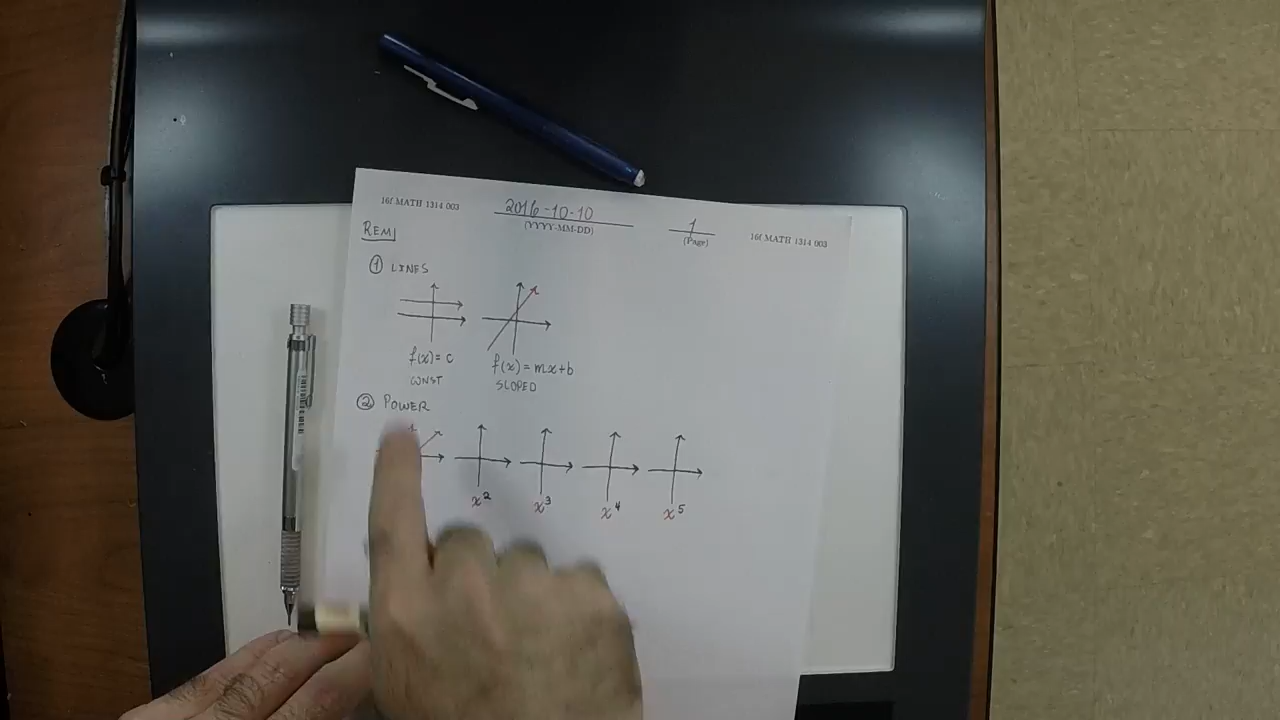 16f MATH 1314 003 2016-10-10 1 16f MATH 1314 003
(YYYY-MM-DD) (Page)
REM
① LINES
f(x) = c f(x) = mx+b
CONST SLOPED
② POWER
x² x³ x⁴ x⁵